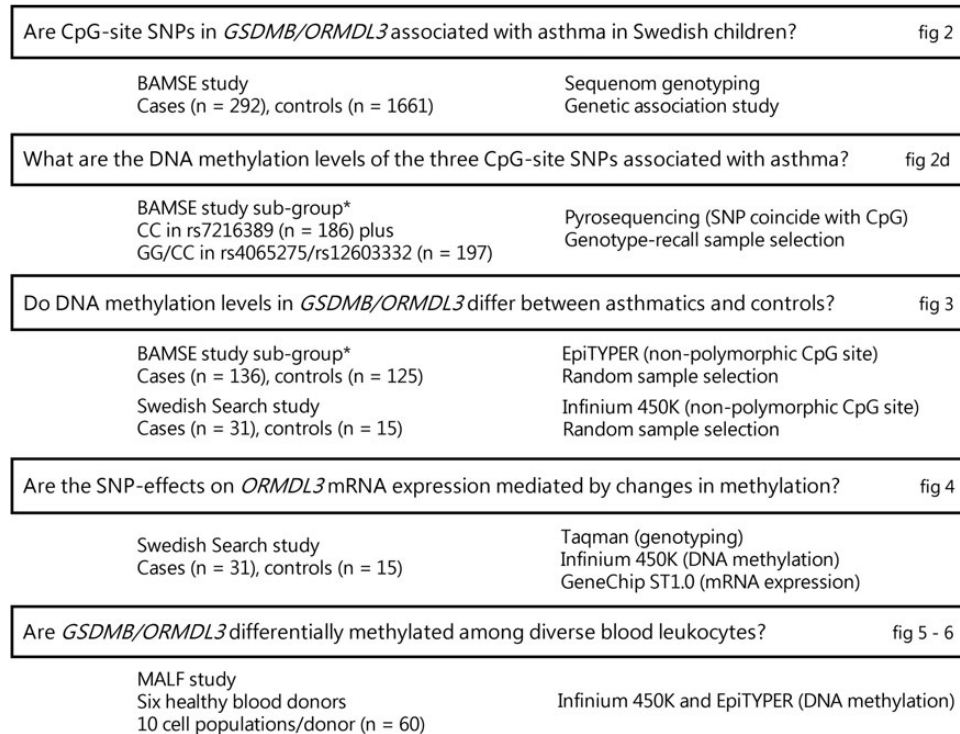 Are CpG-site SNPs in GSDMB/ORMDL3 associated with asthma in Swedish children? fig 2
BAMSE study Sequenom genotyping
Cases (n = 292), controls (n = 1661) Genetic association study
What are the DNA methylation levels of the three CpG-site SNPs associated with asthma? fig 2d
BAMSE study sub-group*
CC in rs7216389 (n = 186) plus
GG/CC in rs4065275/rs12603332 (n = 197)
Pyrosequencing (SNP coincide with CpG)
Genotype-recall sample selection
Do DNA methylation levels in GSDMB/ORMDL3 differ between asthmatics and controls? fig 3
BAMSE study sub-group* EpiTYPER (non-polymorphic CpG site)
Cases (n = 136), controls (n = 125) Random sample selection
Swedish Search study Infinium 450K (non-polymorphic CpG site)
Cases (n = 31), controls (n = 15) Random sample selection
Are the SNP-effects on ORMDL3 mRNA expression mediated by changes in methylation? fig 4
Swedish Search study
Cases (n = 31), controls (n = 15)
Taqman (genotyping)
Infinium 450K (DNA methylation)
GeneChip ST1.0 (mRNA expression)
Are GSDMB/ORMDL3 differentially methylated among diverse blood leukocytes? fig 5 - 6
MALF study
Six healthy blood donors
10 cell populations/donor (n = 60)
Infinium 450K and EpiTYPER (DNA methylation)